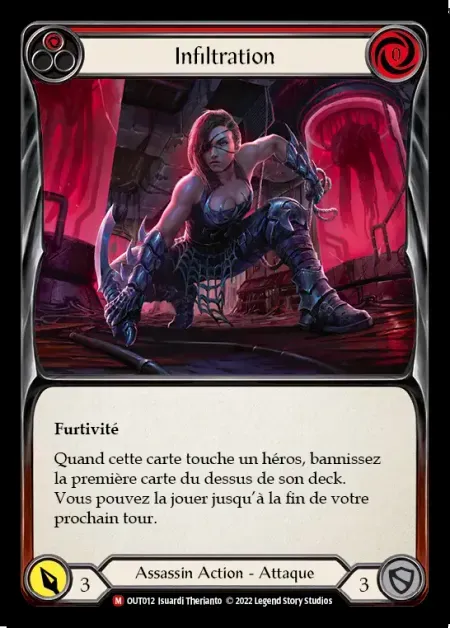 Infiltration
0
Furtivité
Quand cette carte touche un héros, bannissez
la première carte du dessus de son deck.
Vous pouvez la jouer jusqu'à la fin de votre
prochain tour.
3
Assassin Action - Attaque
3
M OUT012 Isuardi Therianto © 2022 Legend Story Studios